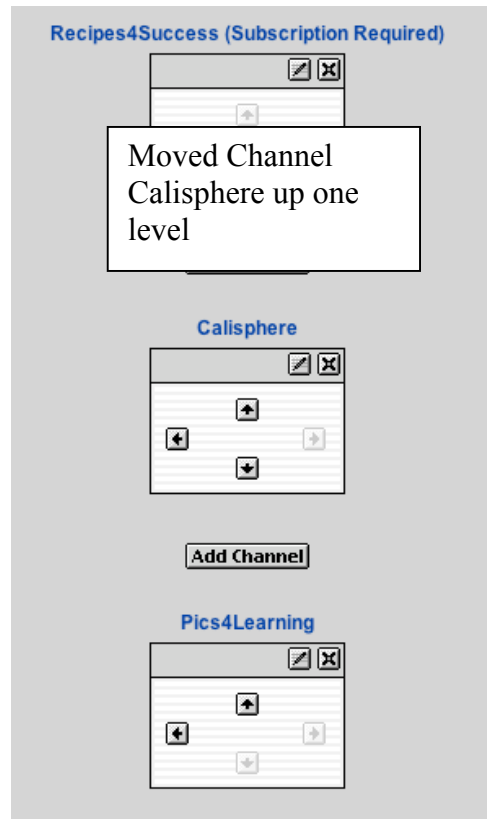 Recipes4Success (Subscription Required)
Moved Channel
Calisphere up one
level
Calisphere
Add Channel
Pics4Learning